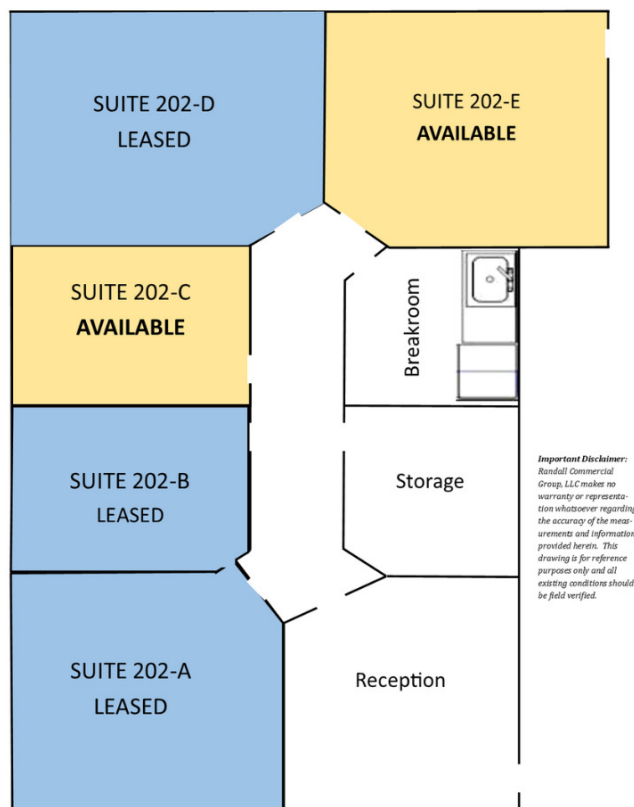 SUITE 202-D
LEASED
SUITE 202-E
AVAILABLE
SUITE 202-C
AVAILABLE
Breakroom
SUITE 202-B
LEASED
Storage
Important Disclaimer:
Randall Commercial
Group, LLC makes no
warranty or representa-
tion whatsoever regarding
the accuracy of the meas-
urements and information
provided herein.  This
drawing is for reference
purposes only and all
existing conditions should
be field verified.
SUITE 202-A
LEASED
Reception